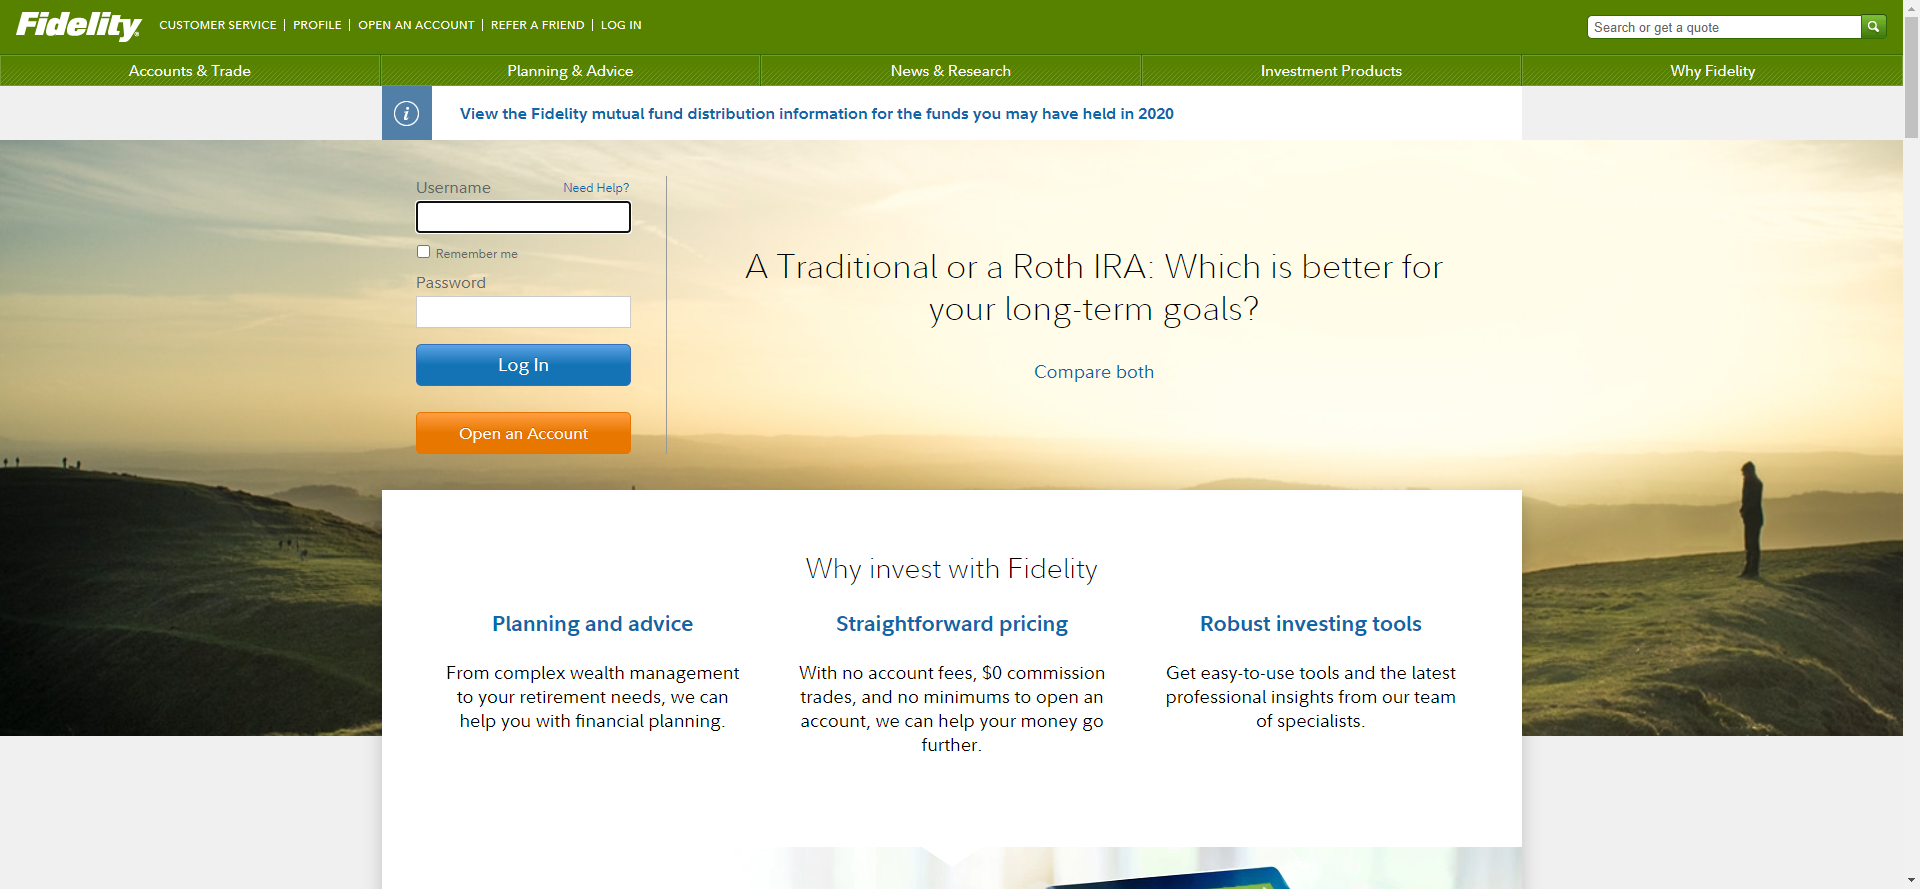 Fidelity
CUSTOMER SERVICE | PROFILE | OPEN AN ACCOUNT | REFER A FRIEND | LOG IN
Search or get a quote
Accounts & Trade
Planning & Advice
News & Research
Investment Products
Why Fidelity
View the Fidelity mutual fund distribution information for the funds you may have held in 2020
Username
Need Help?
Remember me
Password
Log In
Open an Account
A Traditional or a Roth IRA: Which is better for
your long-term goals?
Compare both
Why invest with Fidelity
Planning and advice
From complex wealth management
to your retirement needs, we can
help you with financial planning.
Straightforward pricing
With no account fees, $0 commission
trades, and no minimums to open an
account, we can help your money go
further.
Robust investing tools
Get easy-to-use tools and the latest
professional insights from our team
of specialists.